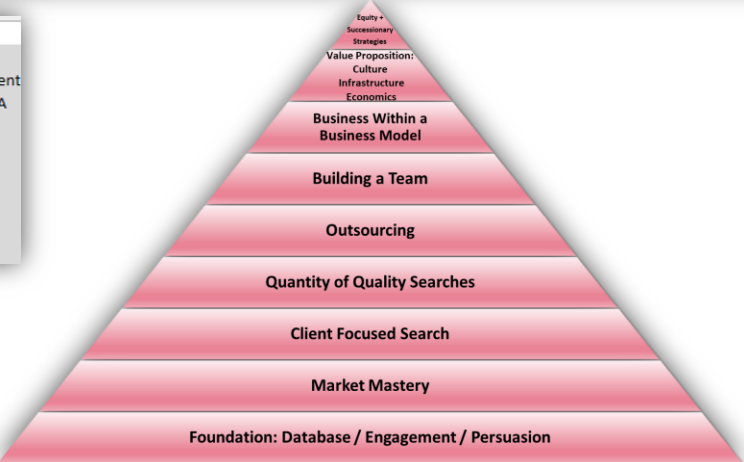 Equity +
Successionary
Strategies
Value Proposition:
Culture
Infrastructure
Economics
ent
A
Business Within a
Business Model
Building a Team
Outsourcing
Quantity of Quality Searches
Client Focused Search
Market Mastery
Foundation: Database / Engagement / Persuasion